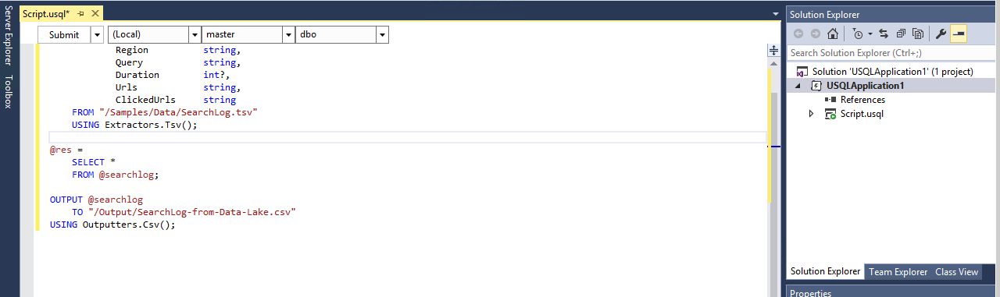 Server Explorer
Toolbox
Script.usql*
Submit (Local) master dbo
Region string,
Query string,
Duration int?,
Urls string,
ClickedUrls string
FROM "/Samples/Data/SearchLog.tsv"
USING Extractors.Tsv();
@res =
SELECT *
FROM @searchlog;
OUTPUT @searchlog
TO "/Output/SearchLog-from-Data-Lake.csv"
USING Outputters.Csv();
Solution Explorer
Search Solution Explorer (Ctrl+;)
Solution 'USQLApplication1' (1 project)
USQLApplication1
References
Script.usql
Solution Explorer Team Explorer Class View
Properties